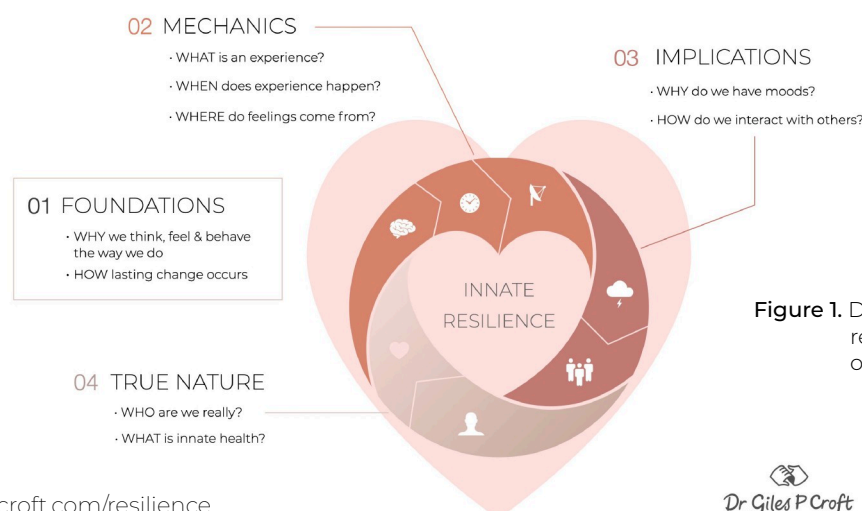 02 MECHANICS
· WHAT is an experience?
· WHEN does experience happen?
· WHERE do feelings come from?
03 IMPLICATIONS
· WHY do we have moods?
· HOW do we interact with others?
01 FOUNDATIONS
· WHY we think, feel & behave
the way we do
· HOW lasting change occurs
INNATE
RESILIENCE
Figure 1. D
re
o
04 TRUE NATURE
· WHO are we really?
· WHAT is innate health?
croft.com/resilience
Dr Giles P Croft